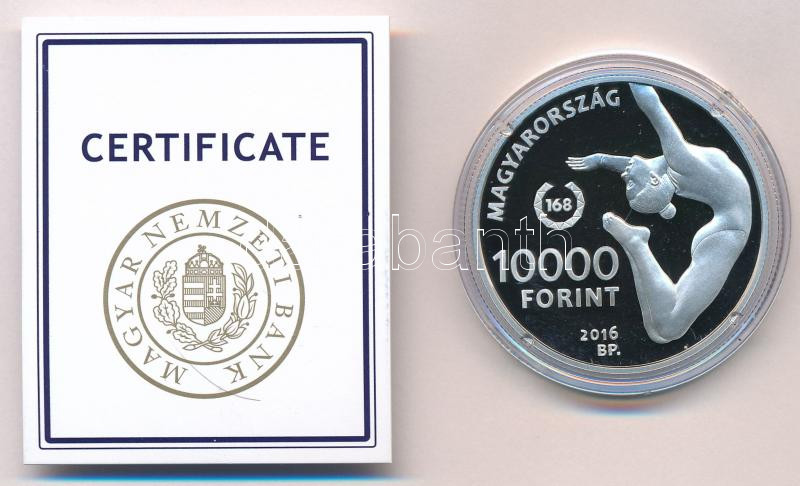 CERTIFICATE
MAGYAR NEMZETI BANK
MAGYARORSZÁG
168
10000
FORINT
2016
BP.